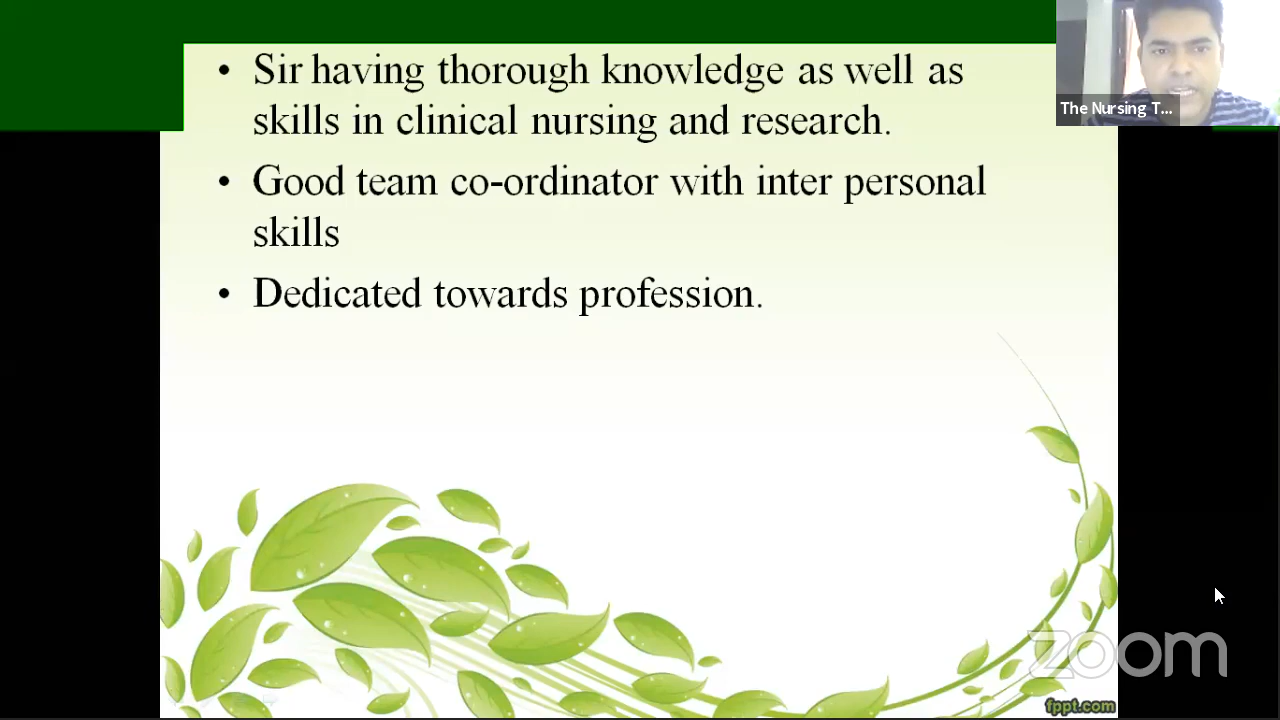 • Sir having thorough knowledge as well as
skills in clinical nursing and research.
• Good team co-ordinator with inter personal
skills
• Dedicated towards profession.
The Nursing T...
zoom
fppt.com